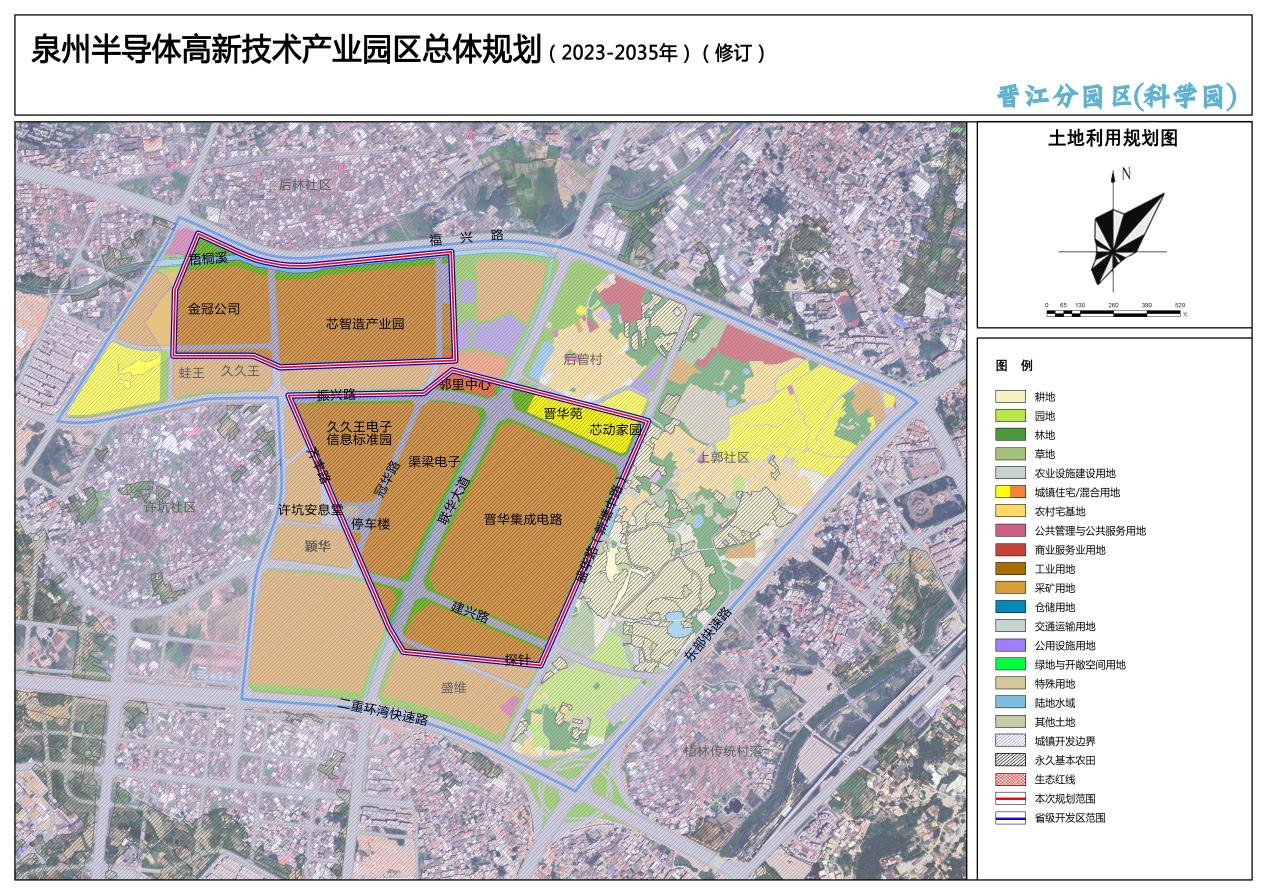 泉州半导体高新技术产业园区总体规划（2023-2035年）（修订）
晋江分园区(科学园)
土地利用规划图
N
0 65 130 260 390 520
米
图 例
耕地
园地
林地
草地
农业设施建设用地
城镇住宅/混合用地
农村宅基地
公共管理与公共服务用地
商业服务业用地
工业用地
采矿用地
仓储用地
交通运输用地
公用设施用地
绿地与开敞空间用地
特殊用地
陆地水域
其他土地
城镇开发边界
永久基本农田
生态红线
本次规划范围
省级开发区范围
后林社区
福 兴 路
梧桐溪
金冠公司
芯智造产业园
后曾村
蛙王
久久王
振兴路
邻里中心
晋华苑
芯动家园
久久王电子
信息标准园
渠梁电子
冠华路
联华大道
上郭社区
许坑社区
许坑安息堂
停车楼
晋华集成电路
颖华
建兴路
探针
盛维
东部快速路
二重环湾快速路
梧林传统村落